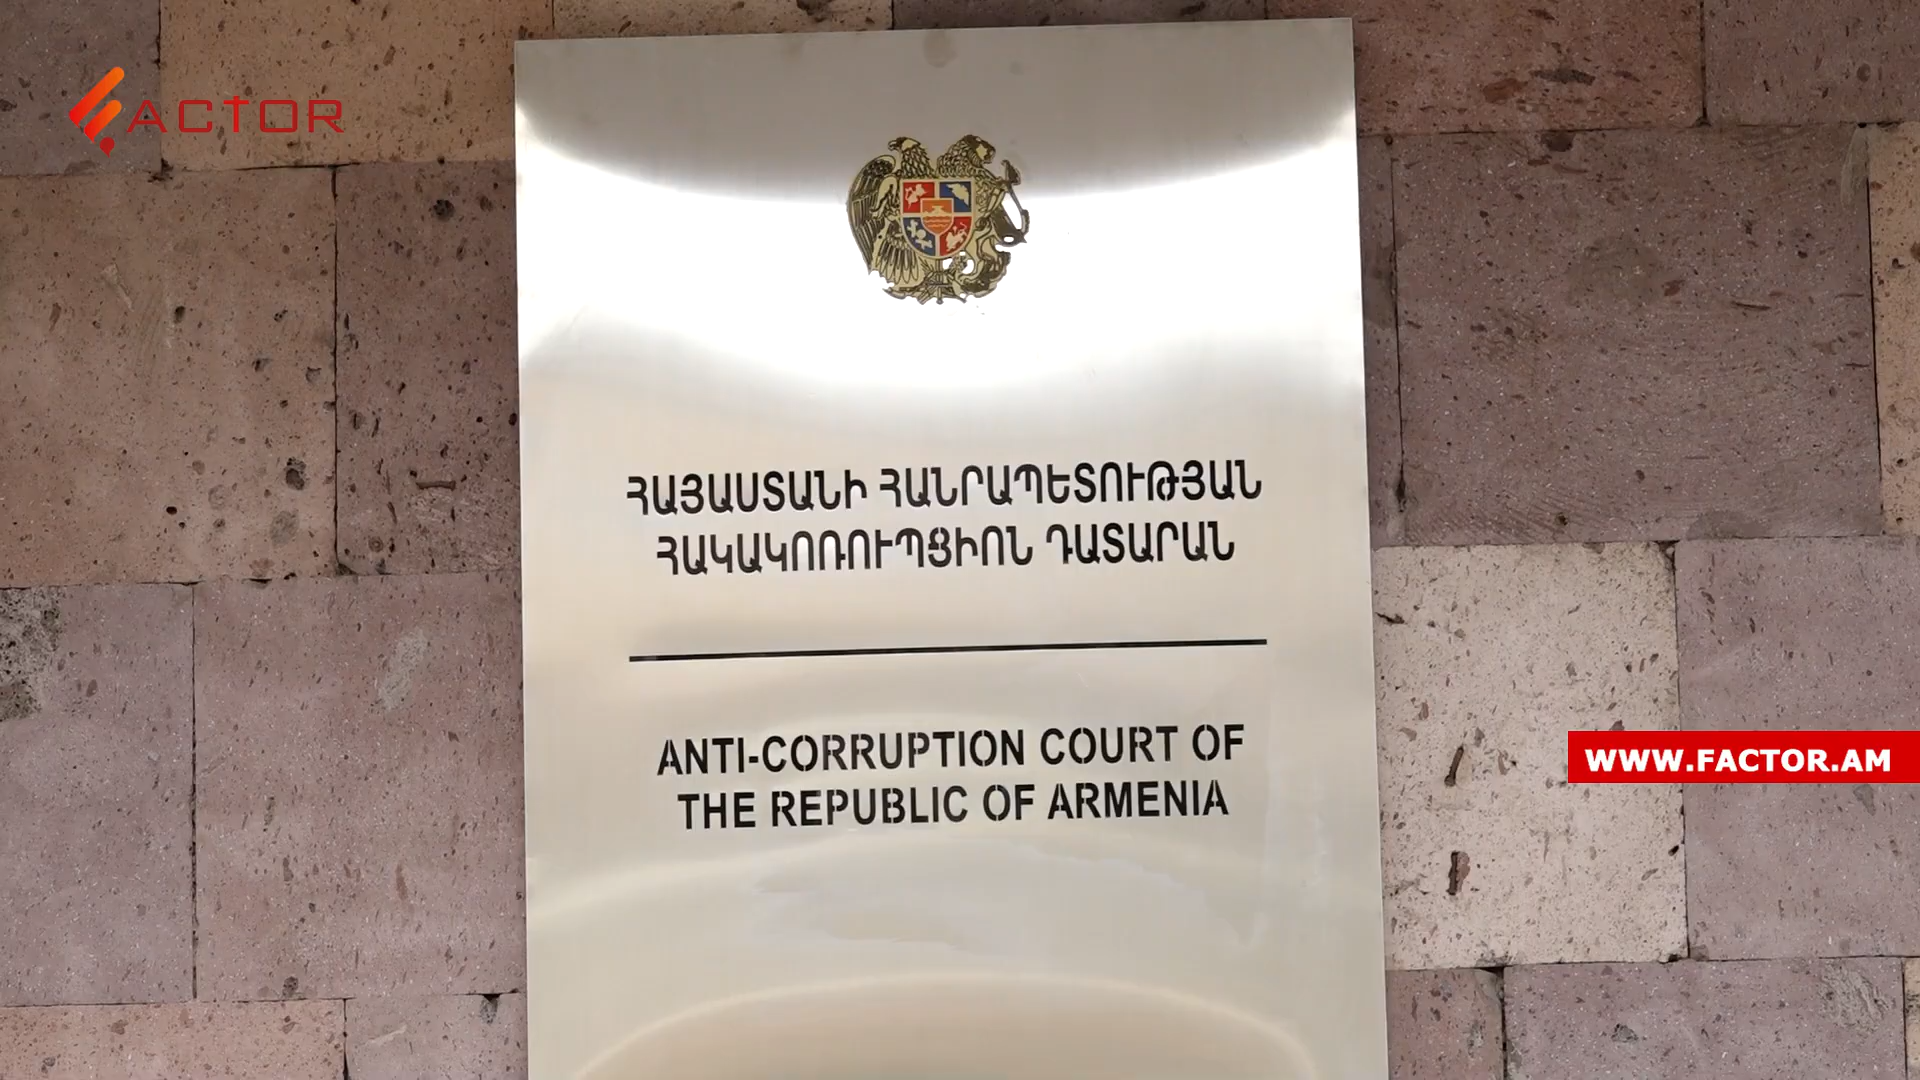 FACTOR
ՀԱՅԱՍՏԱՆԻ ՀԱՆՐԱՊԵՏՈՒԹՅԱՆ
ՀԱԿԱԿՈՌՈՒՊՑԻՈՆ ԴԱՏԱՐԱՆ
ANTI-CORRUPTION COURT OF
THE REPUBLIC OF ARMENIA
WWW.FACTOR.AM